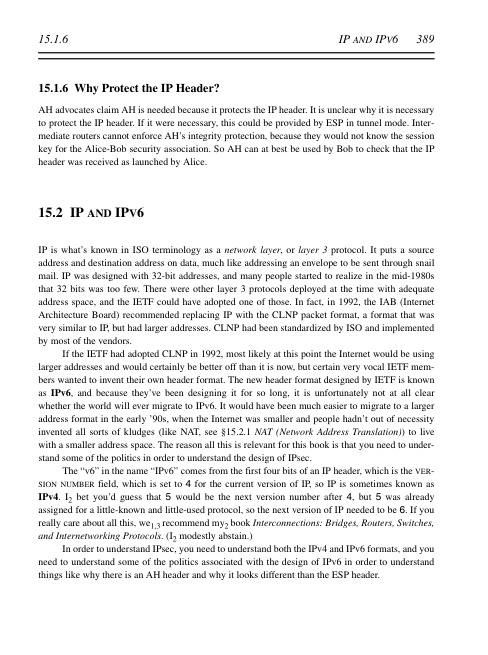 15.1.6 IP AND IPV6 389
15.1.6 Why Protect the IP Header?
AH advocates claim AH is needed because it protects the IP header. It is unclear why it is necessary
to protect the IP header. If it were necessary, this could be provided by ESP in tunnel mode. Inter-
mediate routers cannot enforce AH's integrity protection, because they would not know the session
key for the Alice-Bob security association. So AH can at best be used by Bob to check that the IP
header was received as launched by Alice.
15.2 IP AND IPV6
IP is what's known in ISO terminology as a network layer, or layer 3 protocol. It puts a source
address and destination address on data, much like addressing an envelope to be sent through snail
mail. IP was designed with 32-bit addresses, and many people started to realize in the mid-1980s
that 32 bits was too few. There were other layer 3 protocols deployed at the time with adequate
address space, and the IETF could have adopted one of those. In fact, in 1992, the IAB (Internet
Architecture Board) recommended replacing IP with the CLNP packet format, a format that was
very similar to IP, but had larger addresses. CLNP had been standardized by ISO and implemented
by most of the vendors.
If the IETF had adopted CLNP in 1992, most likely at this point the Internet would be using
larger addresses and would certainly be better off than it is now, but certain very vocal IETF mem-
bers wanted to invent their own header format. The new header format designed by IETF is known
as IPv6, and because they've been designing it for so long, it is unfortunately not at all clear
whether the world will ever migrate to IPv6. It would have been much easier to migrate to a larger
address format in the early '90s, when the Internet was smaller and people hadn't out of necessity
invented all sorts of kludges (like NAT, see §15.2.1 NAT (Network Address Translation)) to live
with a smaller address space. The reason all this is relevant for this book is that you need to under-
stand some of the politics in order to understand the design of IPsec.
The “v6” in the name “IPv6” comes from the first four bits of an IP header, which is the VER-
SION NUMBER field, which is set to 4 for the current version of IP, so IP is sometimes known as
IPv4. I2 bet you'd guess that 5 would be the next version number after 4, but 5 was already
assigned for a little-known and little-used protocol, so the next version of IP needed to be 6. If you
really care about all this, we1,3 recommend my2 book Interconnections: Bridges, Routers, Switches,
and Internetworking Protocols. (I2 modestly abstain.)
In order to understand IPsec, you need to understand both the IPv4 and IPv6 formats, and you
need to understand some of the politics associated with the design of IPv6 in order to understand
things like why there is an AH header and why it looks different than the ESP header.